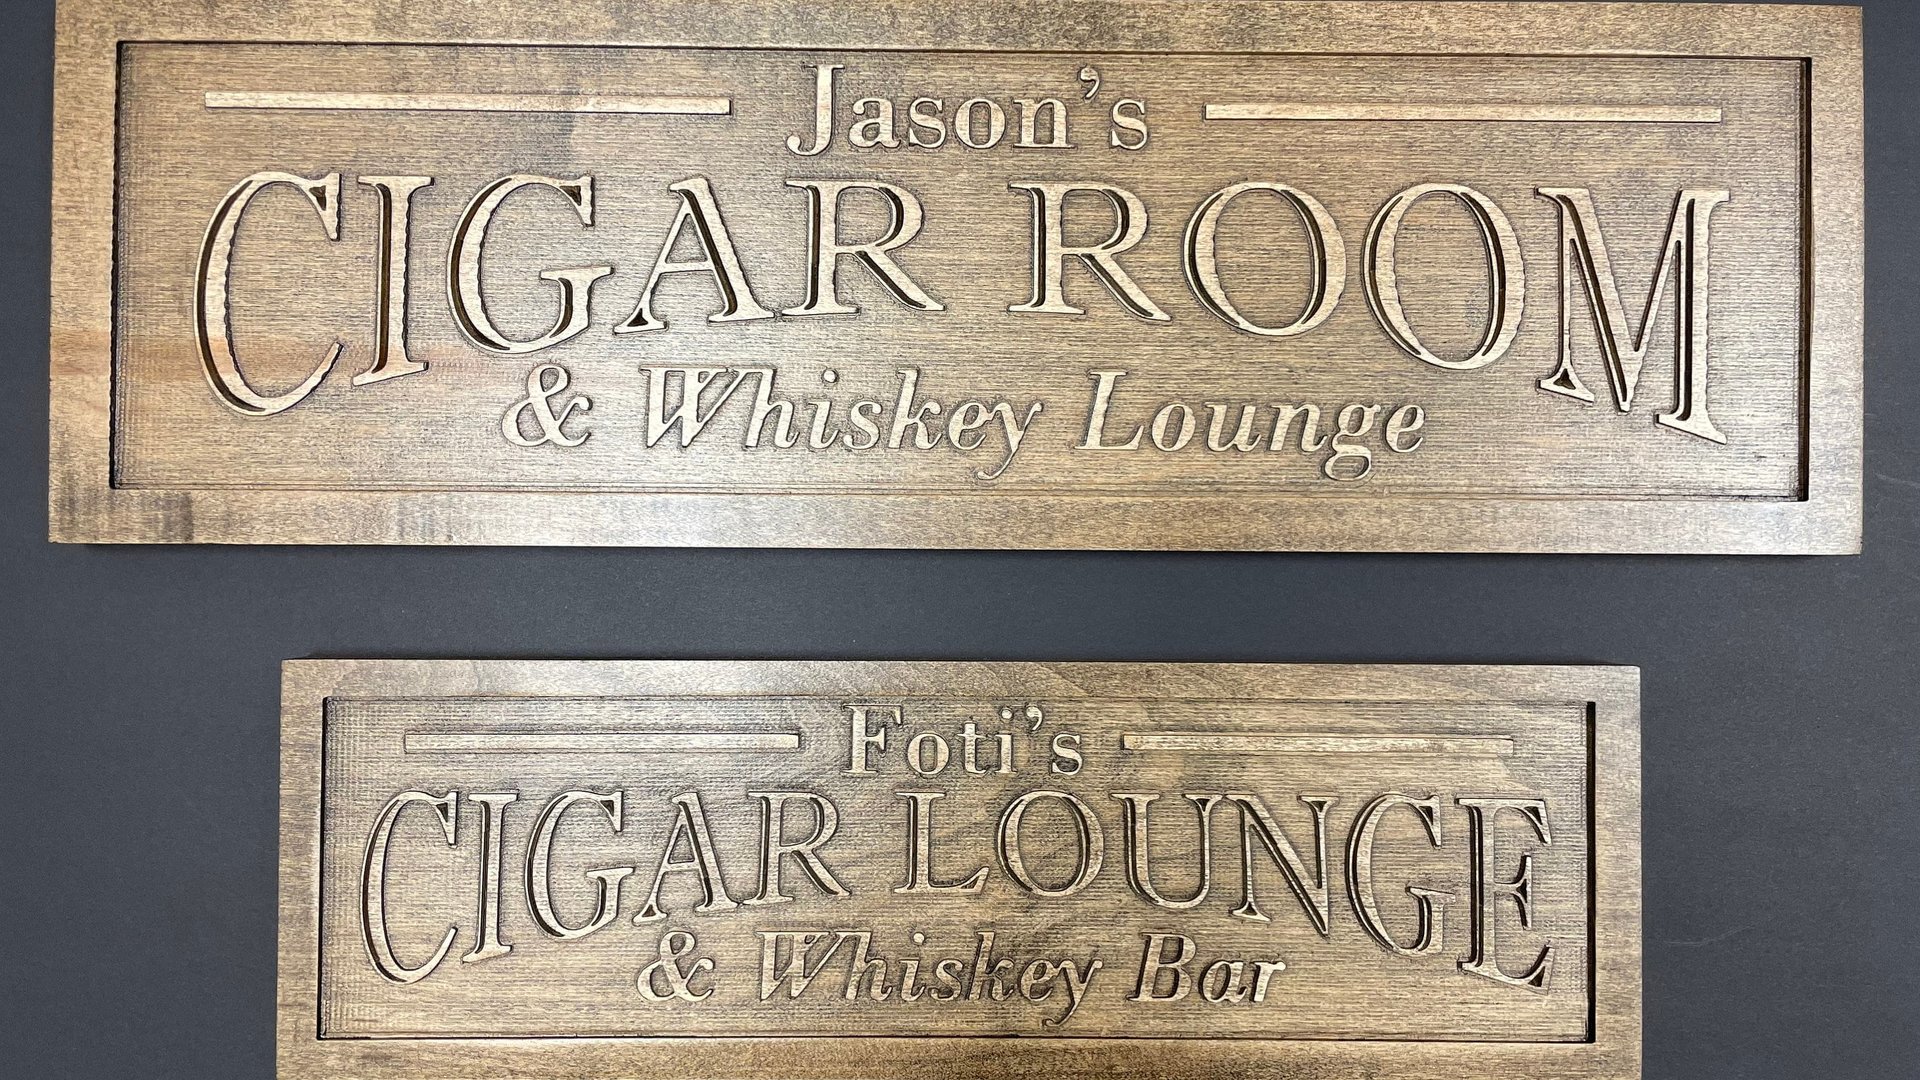 Jason's
CIGAR ROOM
& Whiskey Lounge
Foti's
CIGAR LOUNGE
& Whiskey Bar